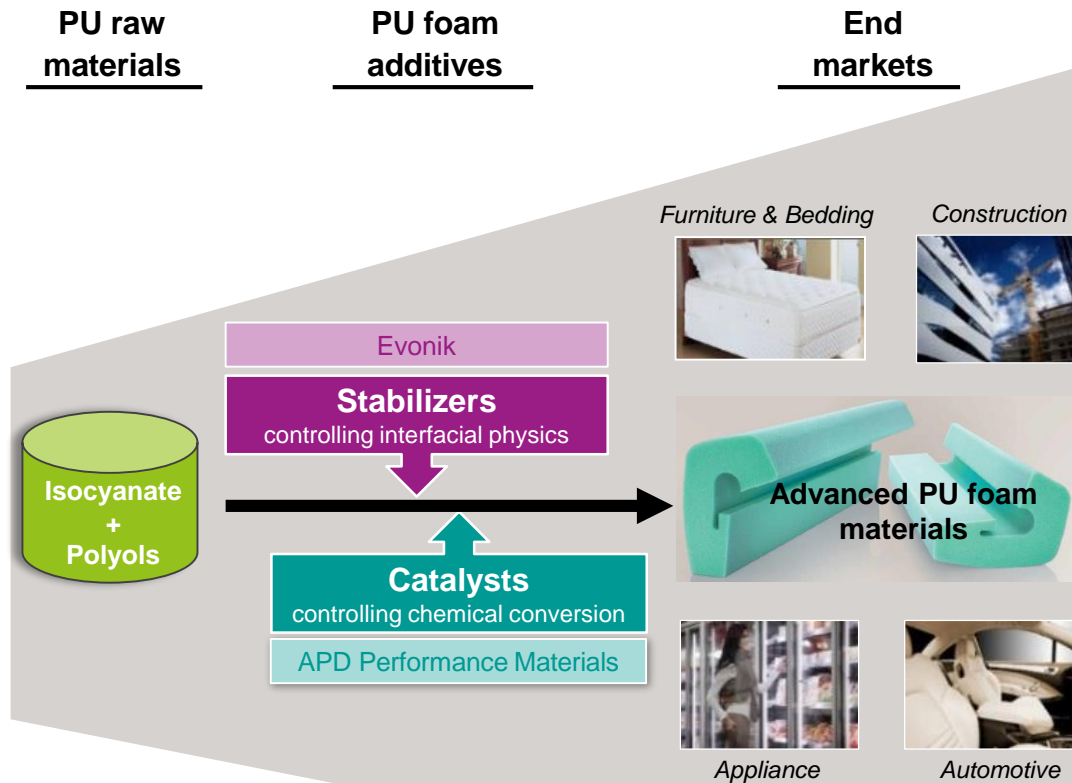 PU raw
materials
PU foam
additives
End
markets
Furniture & Bedding
Construction
Evonik
Stabilizers
controlling interfacial physics
Isocyanate
+
Polyols
Advanced PU foam
materials
Catalysts
controlling chemical conversion
APD Performance Materials
Appliance
Automotive